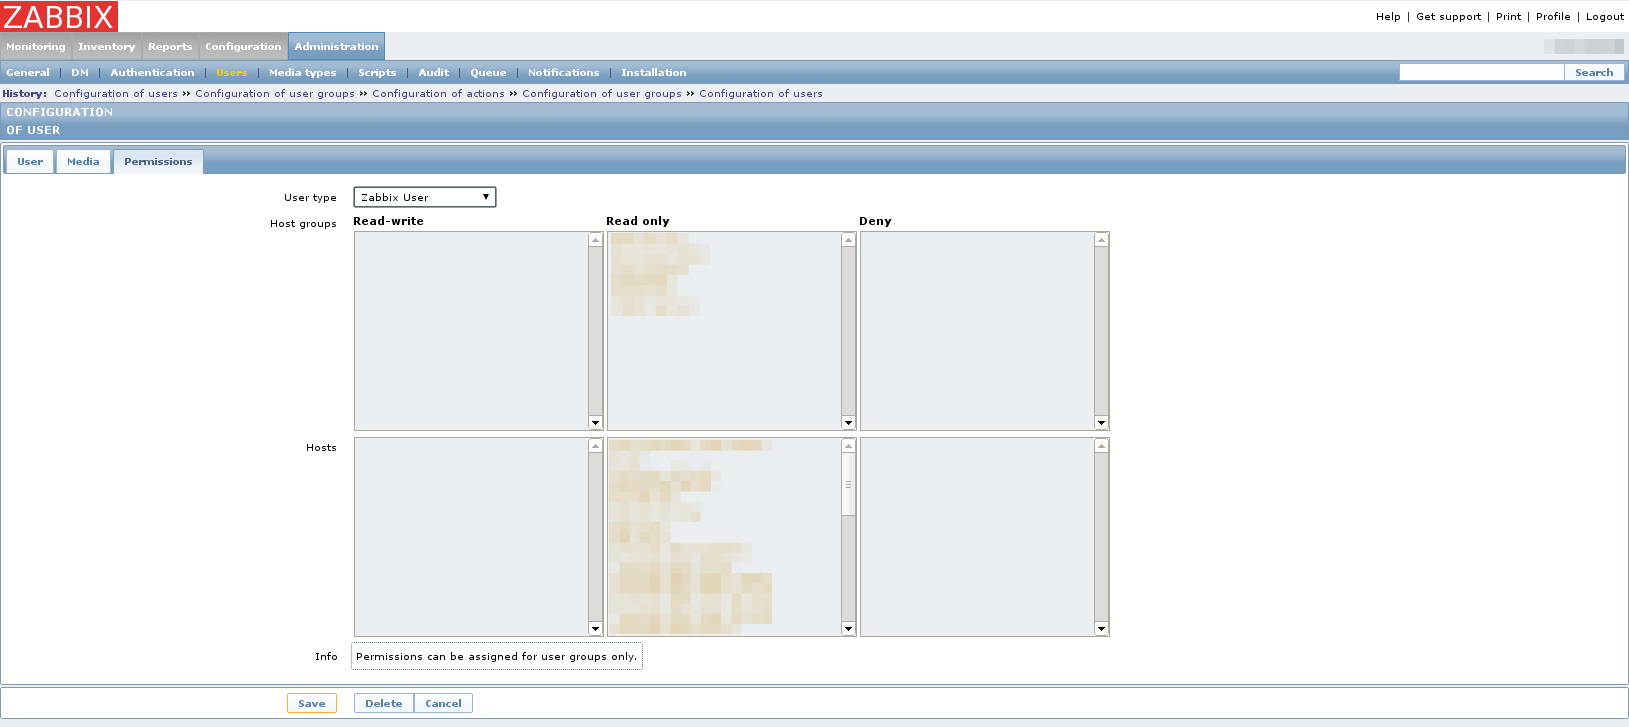 ZABBIX
Help | Get support | Print | Profile | Logout
Monitoring Inventory Reports Configuration Administration
General | DM | Authentication | Users | Media types | Scripts | Audit | Queue | Notifications | Installation Search
History: Configuration of users »» Configuration of user groups »» Configuration of actions »» Configuration of user groups »» Configuration of users
CONFIGURATION
OF USER
User Media Permissions
User type Zabbix User
Host groups Read-write Read only Deny
Hosts
Info Permissions can be assigned for user groups only.
Save Delete Cancel